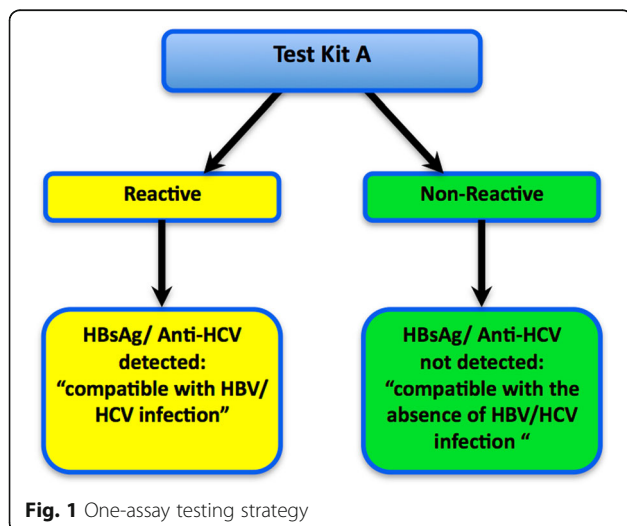 Test Kit A
Reactive
Non-Reactive
HBsAg/ Anti-HCV
detected:
“compatible with HBV/
HCV infection”
HBsAg/ Anti-HCV
not detected:
“compatible with the
absence of HBV/HCV
infection “
Fig. 1 One-assay testing strategy